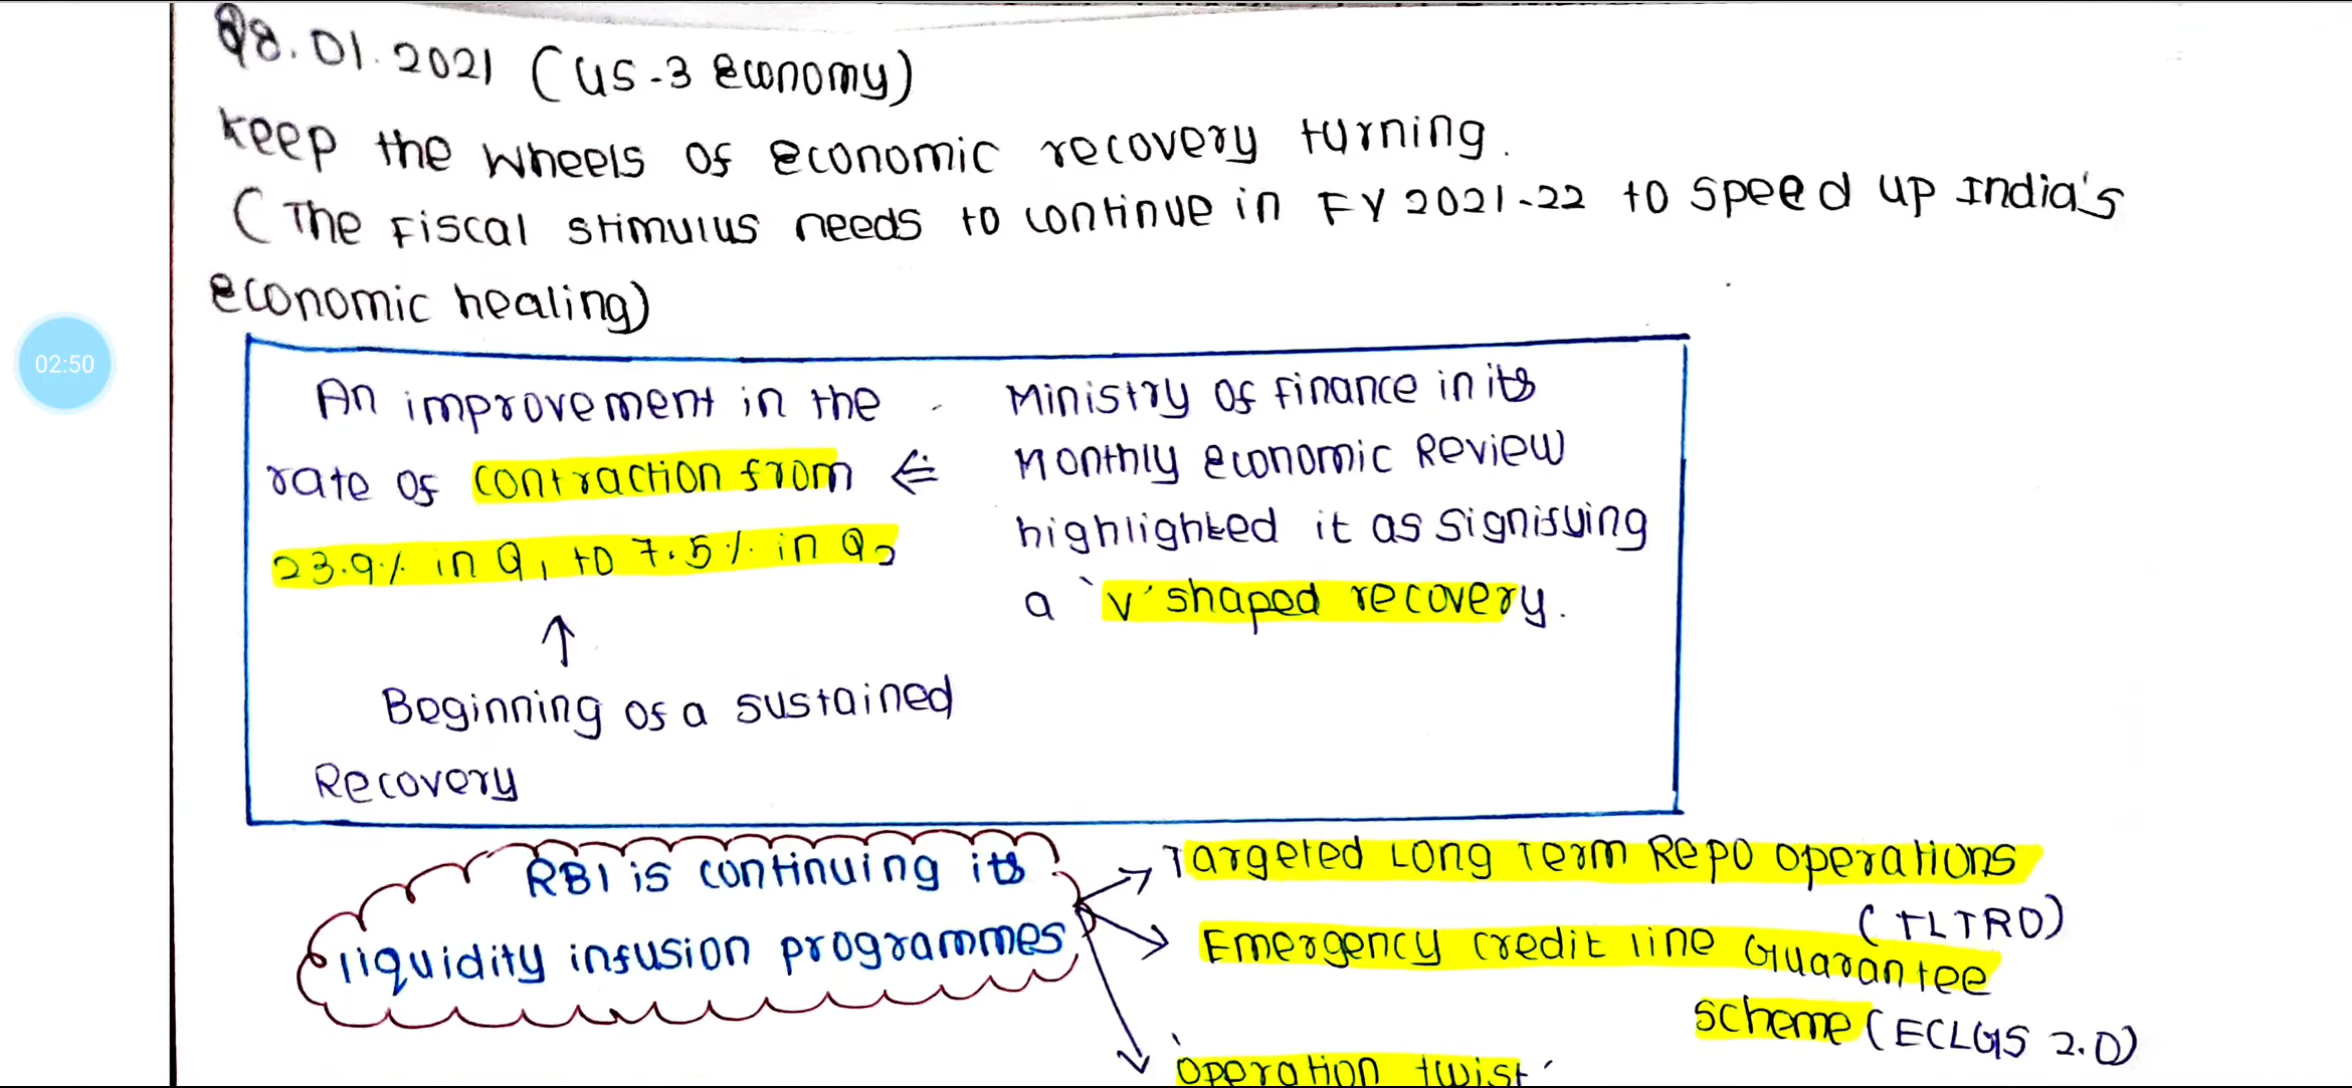 08.01.2021 (GS-3 economy)
Keep the wheels of economic recovery turning.
(The Fiscal stimulus needs to continue in FY 2021-22 to speed up India's
economic healing)
An improvement in the
rate of contraction from ⇐
23.9% in Q1 to 7.5% in Q2
↑
Beginning of a sustained
Recovery
Ministry of finance in its
Monthly economic Review
highlighted it as signifying
a 'v' shaped recovery.
RBI is continuing its
liquidity infusion programmes
Targeted Long Term Repo operations
(TLTRO)
Emergency credit line Guarantee
scheme (ECLGS 2.0)
'operation twist'
02:50